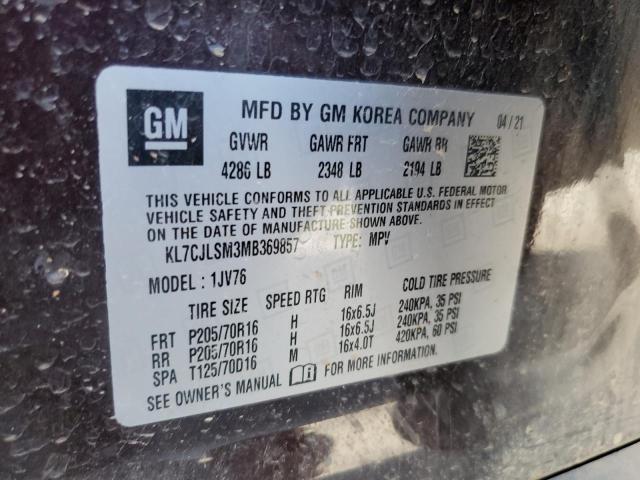 GM
MFD BY GM KOREA COMPANY 04 / 21
GVWR GAWR FRT GAWR RR
4286 LB 2348 LB 2194 LB
THIS VEHICLE CONFORMS TO ALL APPLICABLE U.S. FEDERAL MOTOR
VEHICLE SAFETY AND THEFT PREVENTION STANDARDS IN EFFECT
ON THE DATE OF MANUFACTURE SHOWN ABOVE.
KL7CJLSM3MB369857 TYPE: MPV
MODEL : 1JV76
TIRE SIZE SPEED RTG RIM COLD TIRE PRESSURE
FRT P205/70R16 H 16x6.5J 240KPA, 35 PSI
RR P205/70R16 H 16x6.5J 240KPA, 35 PSI
SPA T125/70D16 M 16x4.0T 420KPA, 60 PSI
SEE OWNER'S MANUAL FOR MORE INFORMATION